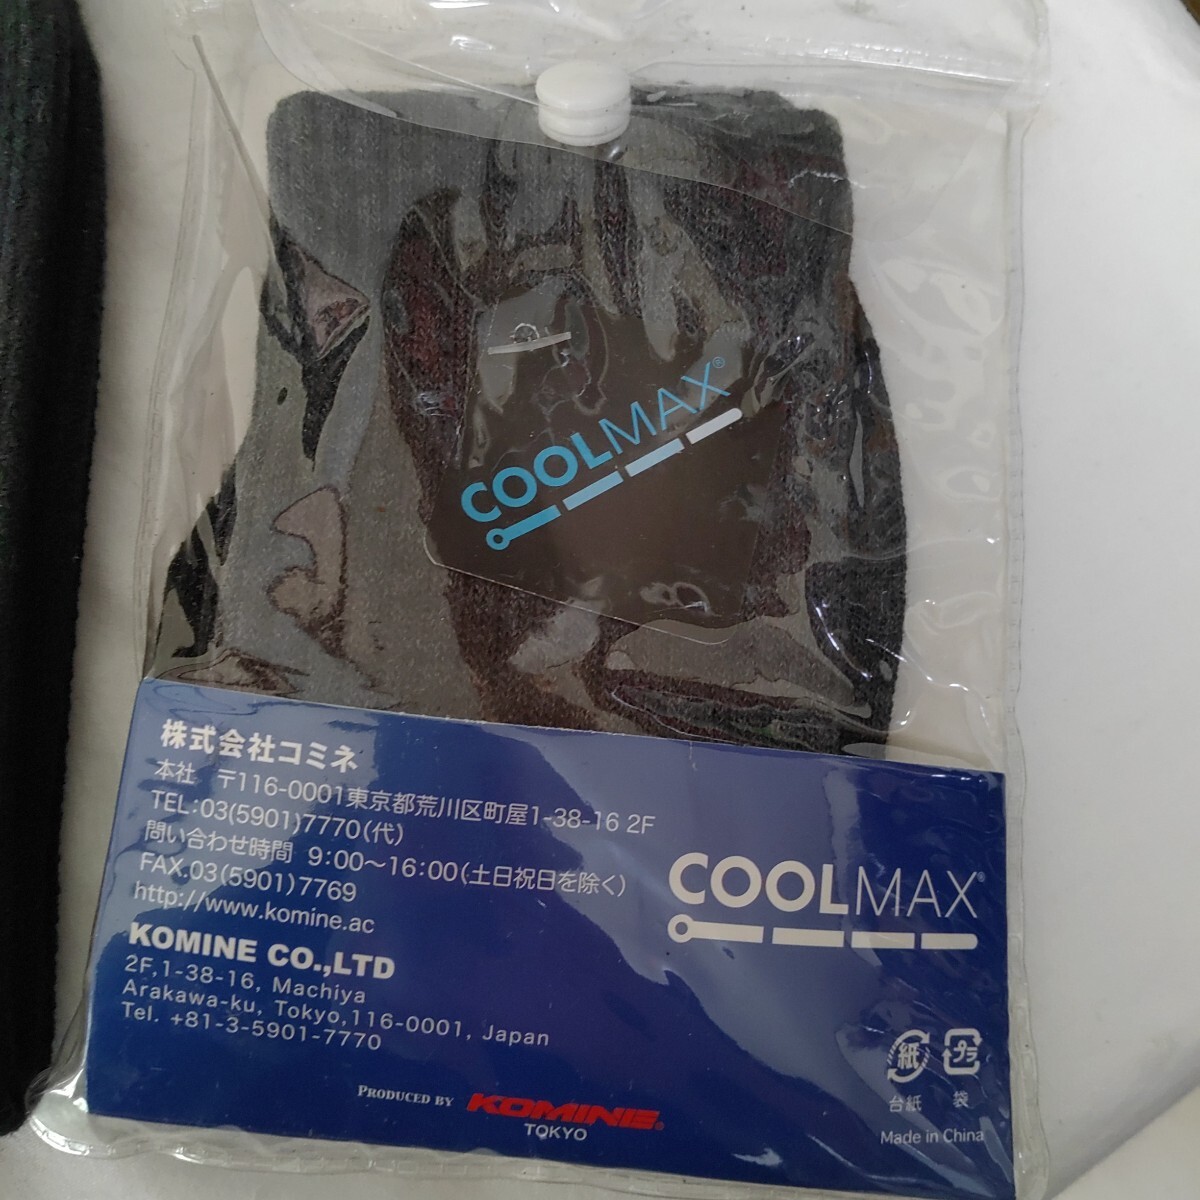 COOLMAX®
株式会社コミネ
本社 〒116-0001東京都荒川区町屋1-38-16 2F
TEL:03(5901)7770(代)
問い合わせ時間 9:00～16:00(土日祝日を除く)
FAX.03(5901)7769
http://www.komine.ac
KOMINE CO.,LTD
2F,1-38-16, Machiya
Arakawa-ku, Tokyo,116-0001, Japan
Tel. +81-3-5901-7770
COOLMAX®
PRODUCED BY KOMINE®
TOKYO
紙 プラ
台紙 袋
Made in China